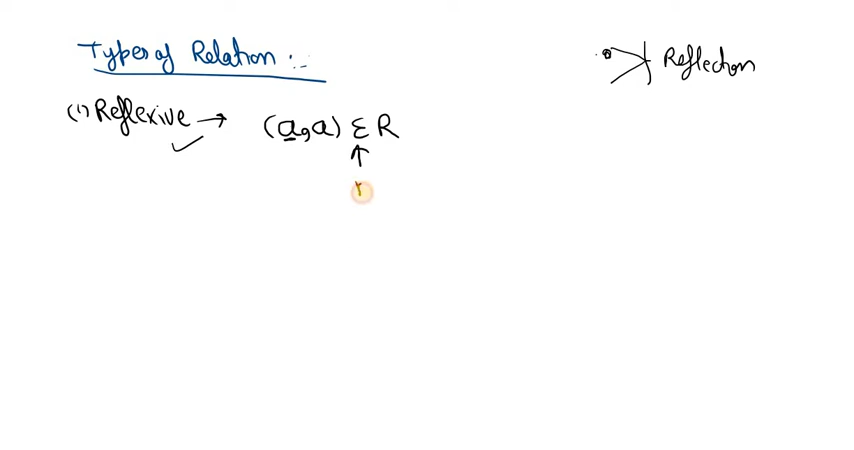 Types of Relation :-
Reflection
(1) Reflexive → (a, a) ∈ R